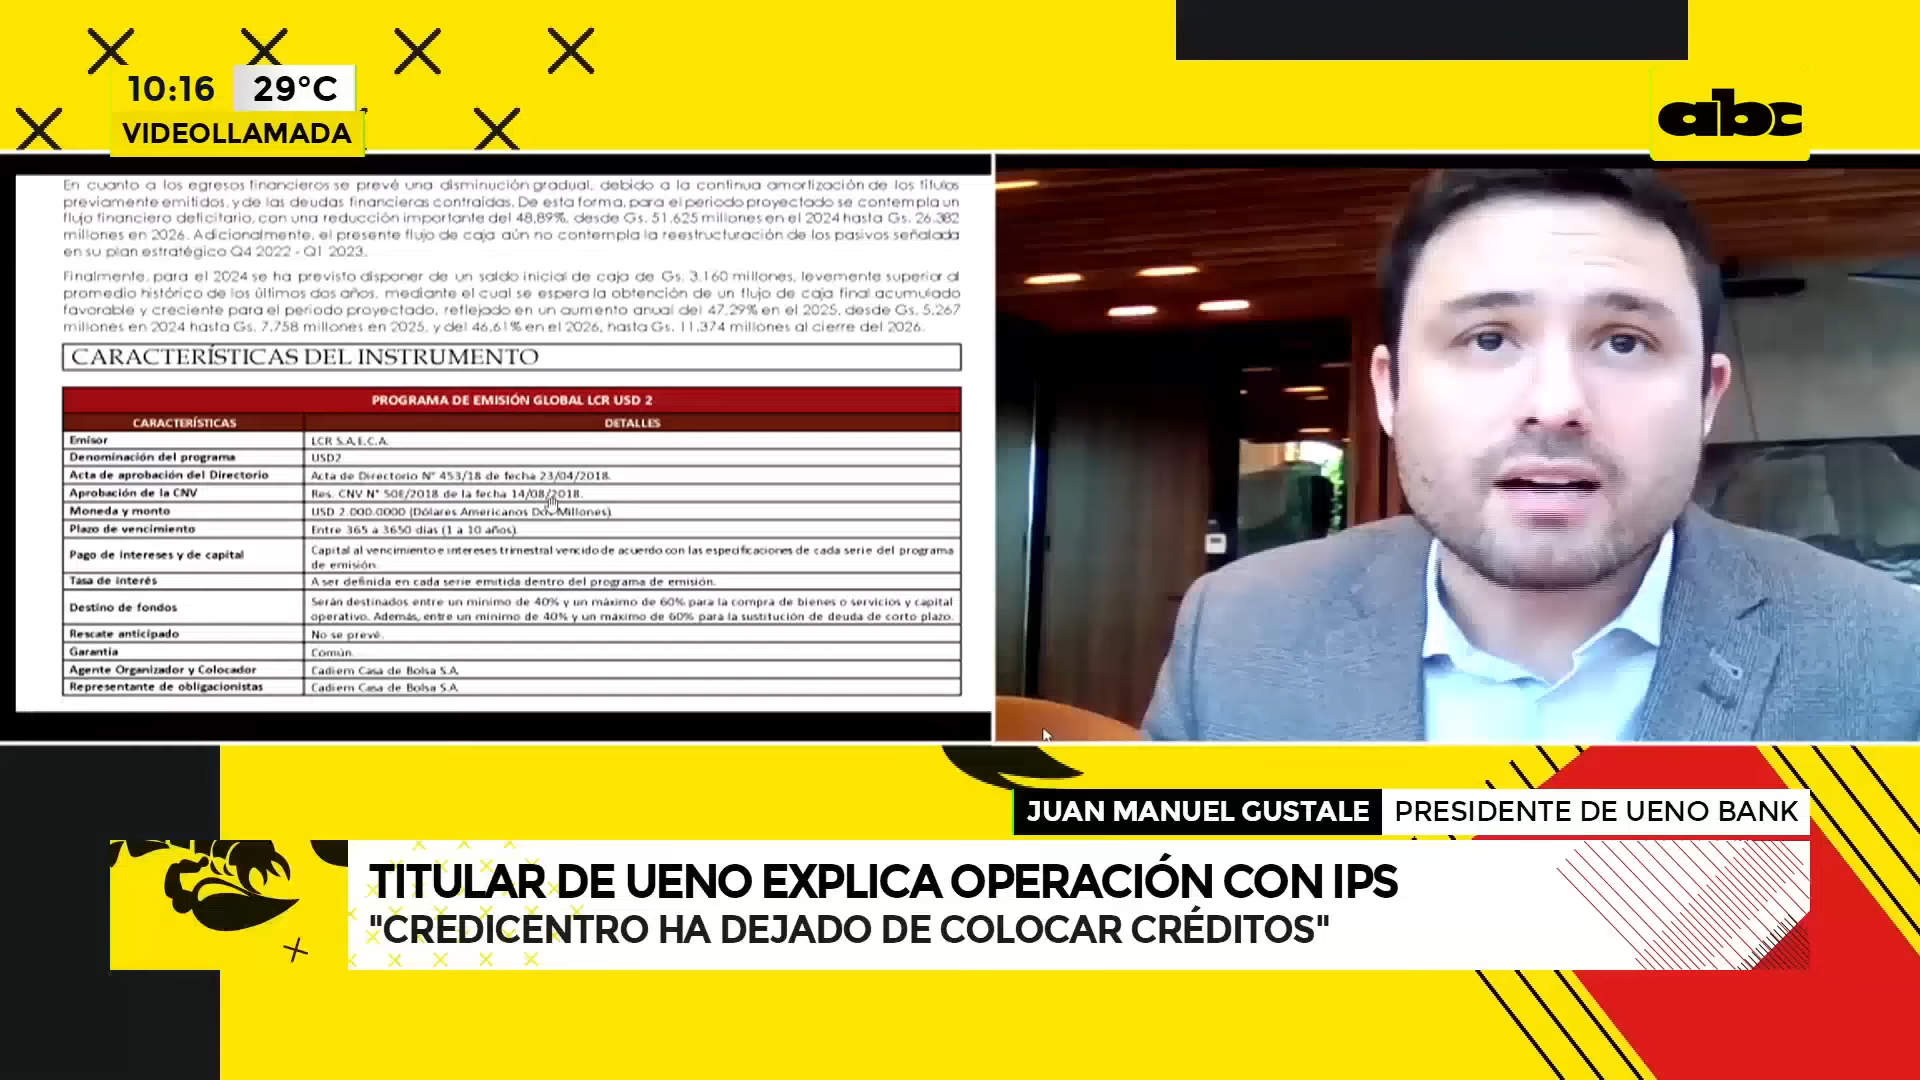 10:16 29°C
VIDEOLLAMADA
abc
En cuanto a los egresos financieros se prevé una disminución gradual, debido a la continua amortización de los títulos
previamente emitidos, y de las deudas financieras contraídas. De esta forma, para el periodo proyectado se contempla un
flujo financiero deficitario, con una reducción importante del 48,89%, desde Gs. 51.625 millones en el 2024 hasta Gs. 26.382
millones en 2026. Adicionalmente, el presente flujo de caja aún no contempla la reestructuración de los pasivos señalada
en su plan estratégico Q4 2022 - Q1 2023.
Finalmente, para el 2024 se ha previsto disponer de un saldo inicial de caja de Gs. 3.160 millones, levemente superior al
promedio histórico de los últimos dos años, mediante el cual se espera la obtención de un flujo de caja final acumulado
favorable y creciente para el periodo proyectado, reflejado en un aumento anual del 47,29% en el 2025, desde Gs. 5.267
millones en 2024 hasta Gs. 7.758 millones en 2025, y del 46,61% en el 2026, hasta Gs. 11.374 millones al cierre del 2026.
CARACTERÍSTICAS DEL INSTRUMENTO
PROGRAMA DE EMISIÓN GLOBAL LCR USD 2
CARACTERÍSTICAS DETALLES
Emisor LCR S.A.E.C.A.
Denominación del programa USD2
Acta de aprobación del Directorio Acta de Directorio N° 453/18 de fecha 23/04/2018.
Aprobación de la CNV Res. CNV N° 50E/2018 de la fecha 14/08/2018.
Moneda y monto USD 2.000.0000 (Dólares Americanos Dos Millones)
Plazo de vencimiento Entre 365 a 3650 días (1 a 10 años)
Pago de intereses y de capital Capital al vencimiento e intereses trimestral vencido de acuerdo con las especificaciones de cada serie del programa
de emisión.
Tasa de interés A ser definida en cada serie emitida dentro del programa de emisión.
Destino de fondos Serán destinados entre un mínimo de 40% y un máximo de 60% para la compra de bienes o servicios y capital
operativo. Además, entre un mínimo de 40% y un máximo de 60% para la sustitución de deuda de corto plazo.
Rescate anticipado No se prevé.
Garantía Común.
Agente Organizador y Colocador Cadiem Casa de Bolsa S.A.
Representante de obligacionistas Cadiem Casa de Bolsa S.A.
JUAN MANUEL GUSTALE PRESIDENTE DE UENO BANK
TITULAR DE UENO EXPLICA OPERACIÓN CON IPS
"CREDICENTRO HA DEJADO DE COLOCAR CRÉDITOS"